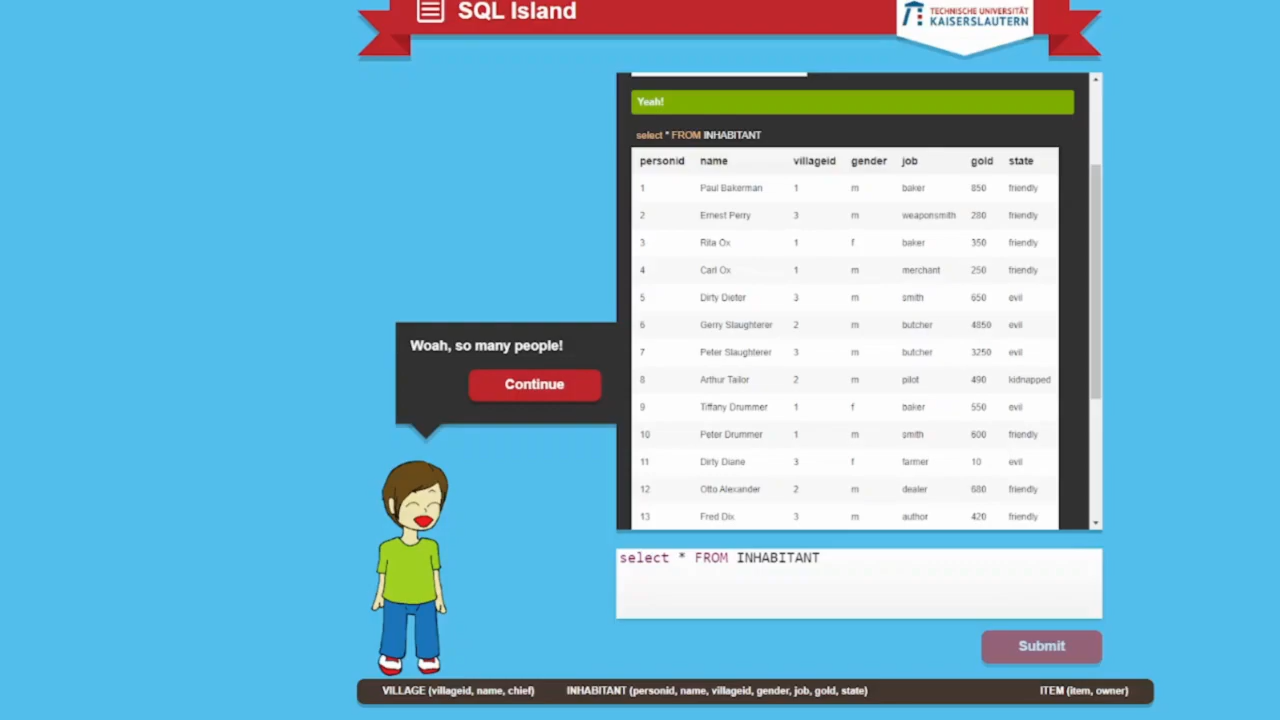 SQL Island
TECHNISCHE UNIVERSITÄT
KAISERSLAUTERN
Yeah!
select * FROM INHABITANT
personid name villageid gender job gold state
1 Paul Bakerman 1 m baker 850 friendly
2 Ernest Perry 3 m weaponsmith 280 friendly
3 Rita Ox 1 f baker 350 friendly
4 Carl Ox 1 m merchant 250 friendly
5 Dirty Dieter 3 m smith 650 evil
6 Gerry Slaughterer 2 m butcher 4850 evil
7 Peter Slaughterer 3 m butcher 3250 evil
8 Arthur Tailor 2 m pilot 490 kidnapped
9 Tiffany Drummer 1 f baker 550 evil
10 Peter Drummer 1 m smith 600 friendly
11 Dirty Diane 3 f farmer 10 evil
12 Otto Alexander 2 m dealer 680 friendly
13 Fred Dix 3 m author 420 friendly
Woah, so many people!
Continue
select * FROM INHABITANT
Submit
VILLAGE (villageid, name, chief) INHABITANT (personid, name, villageid, gender, job, gold, state) ITEM (item, owner)